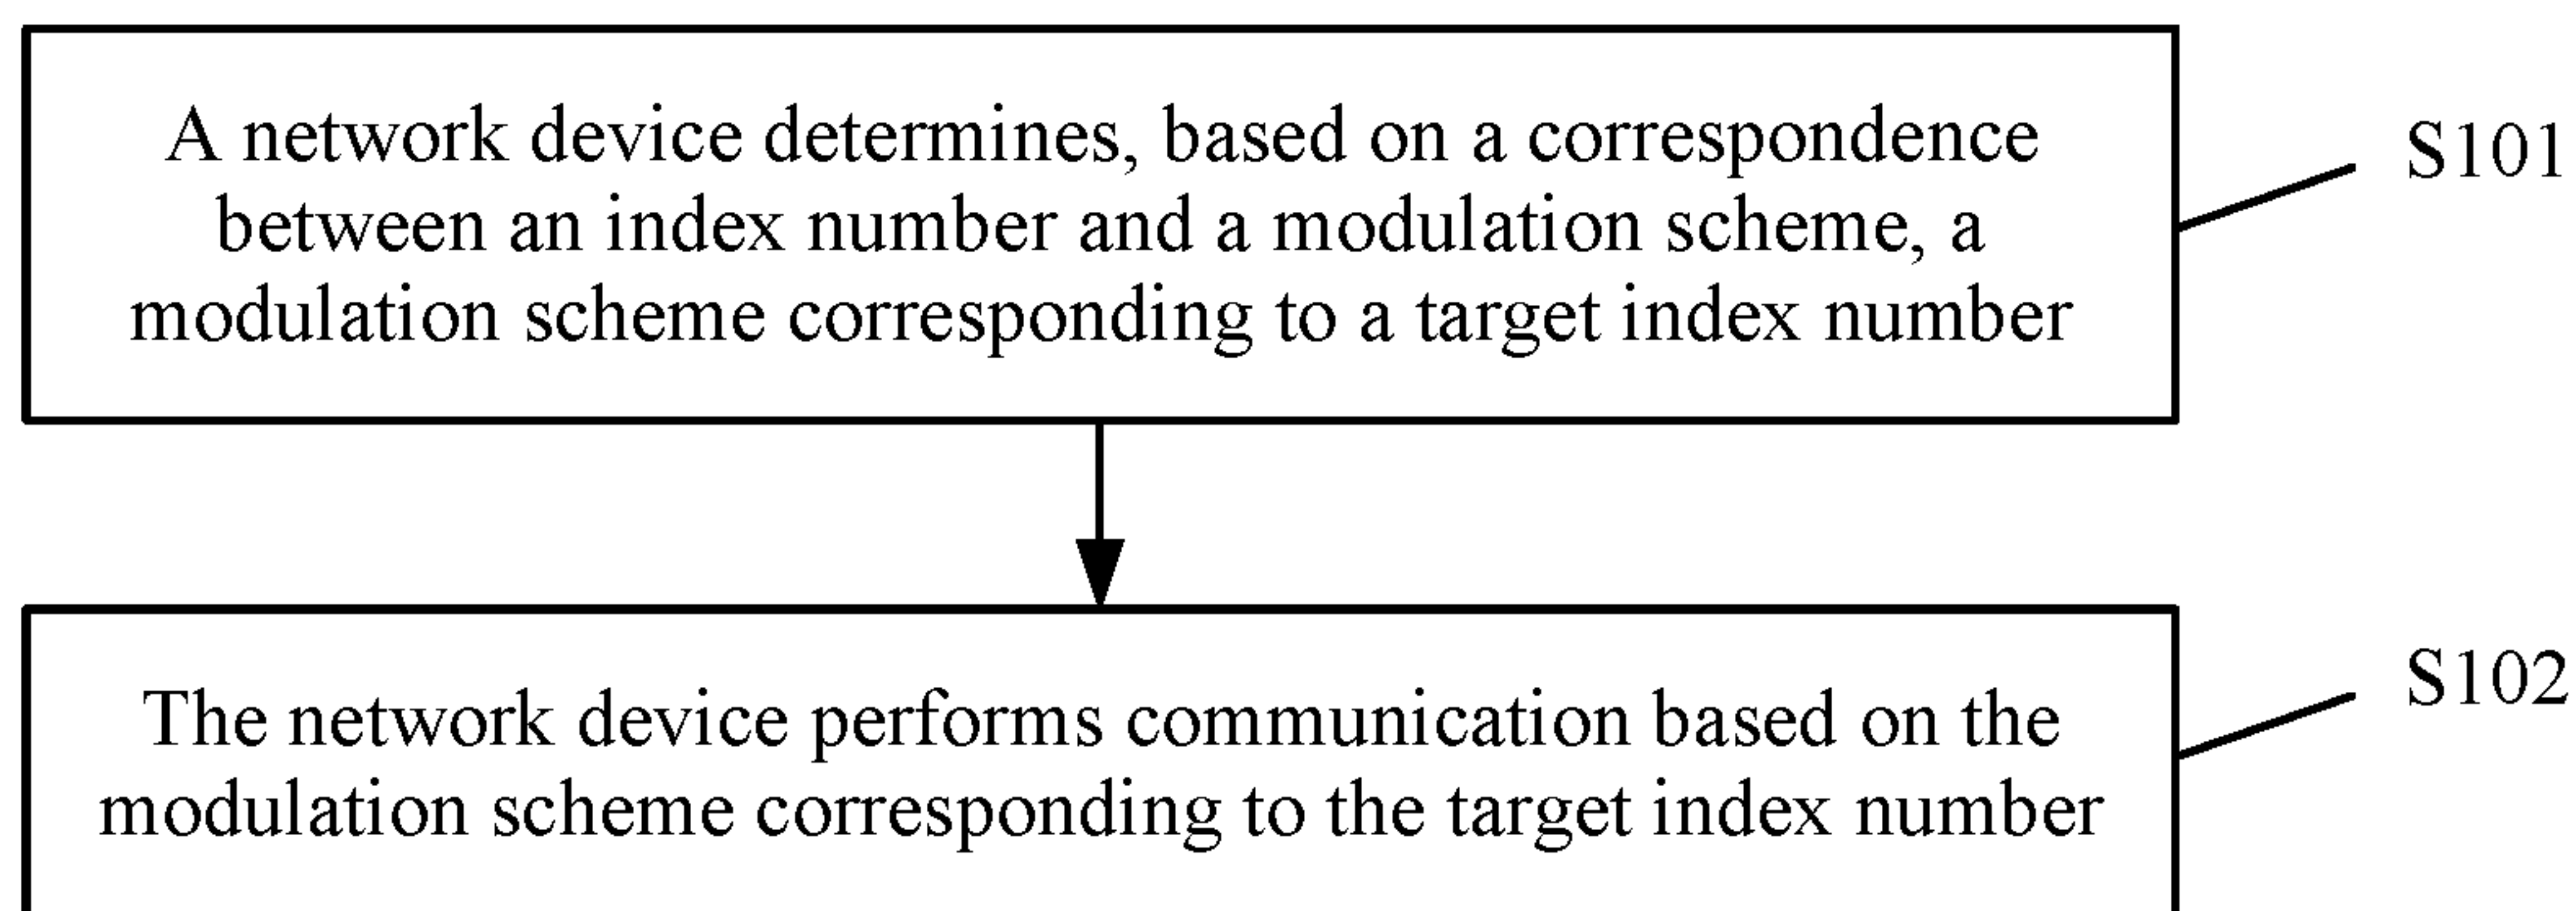 A network device determines, based on a correspondence
between an index number and a modulation scheme, a
modulation scheme corresponding to a target index number
S101
The network device performs communication based on the
modulation scheme corresponding to the target index number
S102